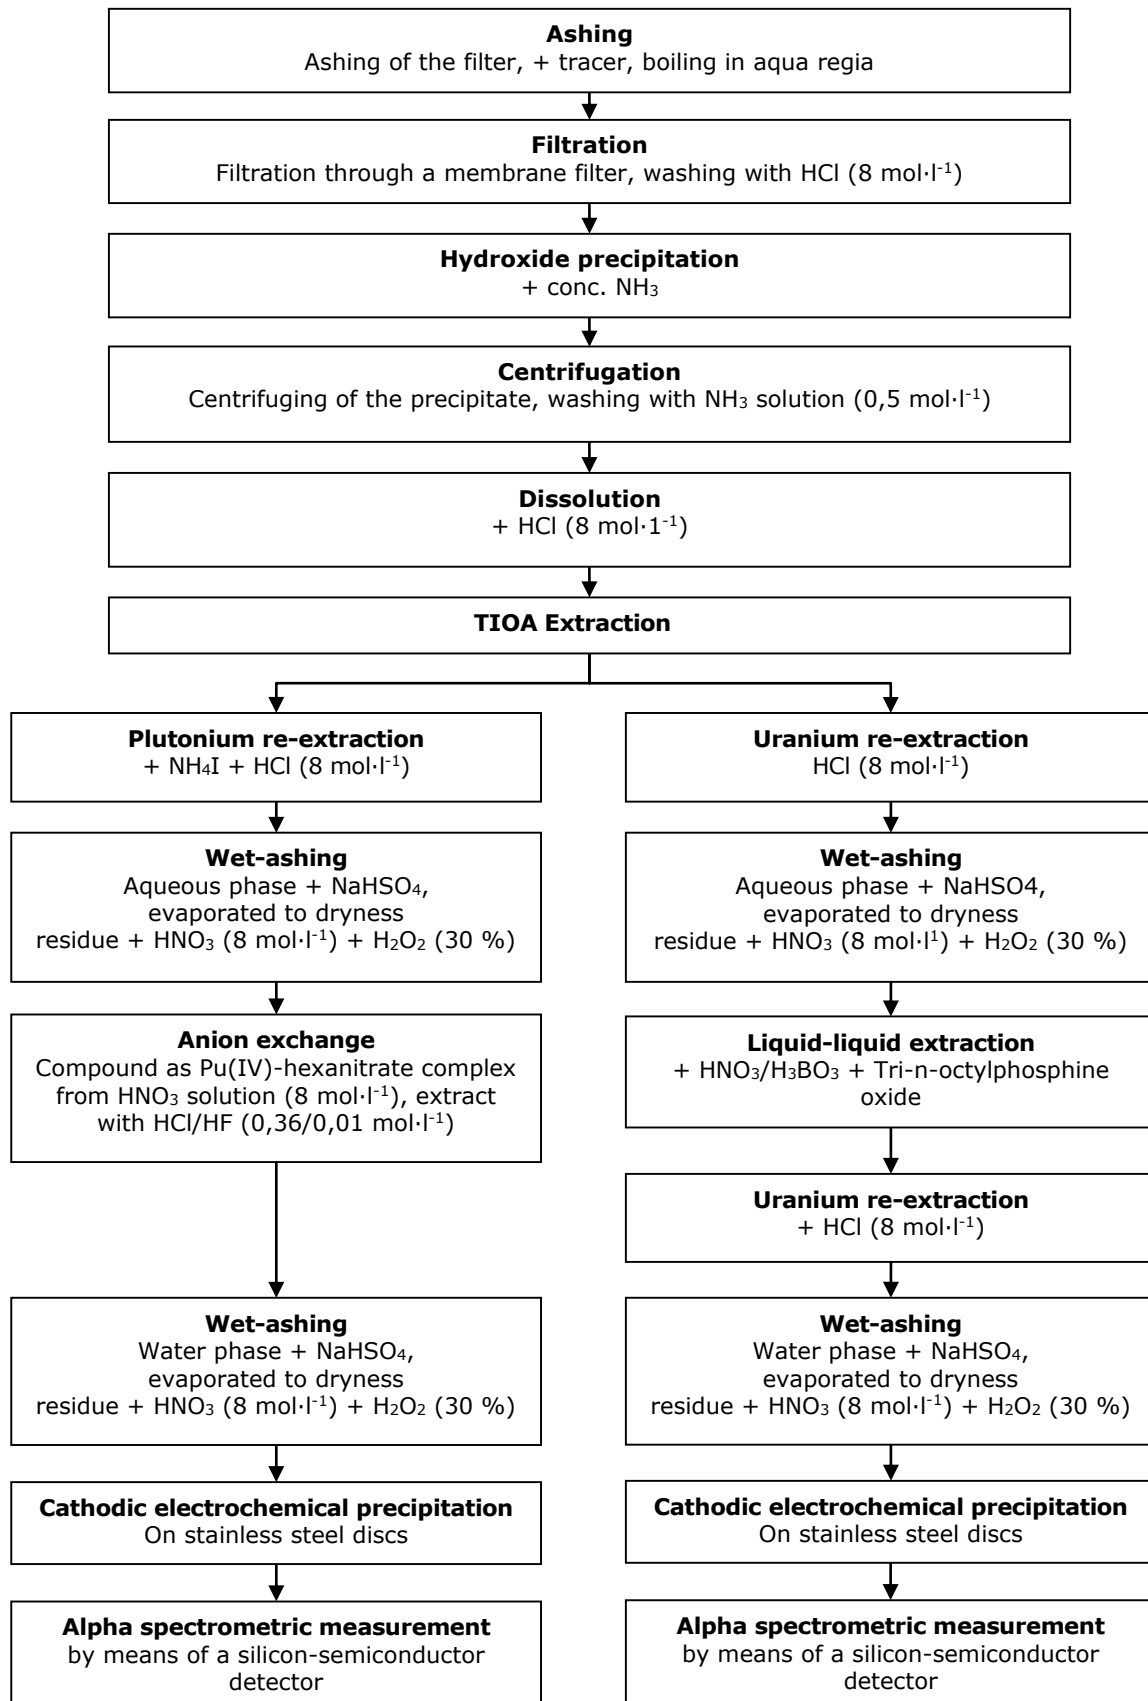 Ashing
Ashing of the filter, + tracer, boiling in aqua regia
Filtration
Filtration through a membrane filter, washing with HCl (8 mol·l⁻¹)
Hydroxide precipitation
+ conc. NH₃
Centrifugation
Centrifuging of the precipitate, washing with NH₃ solution (0,5 mol·l⁻¹)
Dissolution
+ HCl (8 mol·1⁻¹)
TIOA Extraction
Plutonium re-extraction
+ NH₄I + HCl (8 mol·l⁻¹)
Wet-ashing
Aqueous phase + NaHSO₄,
evaporated to dryness
residue + HNO₃ (8 mol·l⁻¹) + H₂O₂ (30 %)
Anion exchange
Compound as Pu(IV)-hexanitrate complex
from HNO₃ solution (8 mol·l⁻¹), extract
with HCl/HF (0,36/0,01 mol·l⁻¹)
Wet-ashing
Water phase + NaHSO₄,
evaporated to dryness
residue + HNO₃ (8 mol·l⁻¹) + H₂O₂ (30 %)
Cathodic electrochemical precipitation
On stainless steel discs
Alpha spectrometric measurement
by means of a silicon-semiconductor
detector
Uranium re-extraction
HCl (8 mol·l⁻¹)
Wet-ashing
Aqueous phase + NaHSO4,
evaporated to dryness
residue + HNO₃ (8 mol·l¹) + H₂O₂ (30 %)
Liquid-liquid extraction
+ HNO₃/H₃BO₃ + Tri-n-octylphosphine
oxide
Uranium re-extraction
+ HCl (8 mol·l⁻¹)
Wet-ashing
Water phase + NaHSO₄,
evaporated to dryness
residue + HNO₃ (8 mol·l⁻¹) + H₂O₂ (30 %)
Cathodic electrochemical precipitation
On stainless steel discs
Alpha spectrometric measurement
by means of a silicon-semiconductor
detector